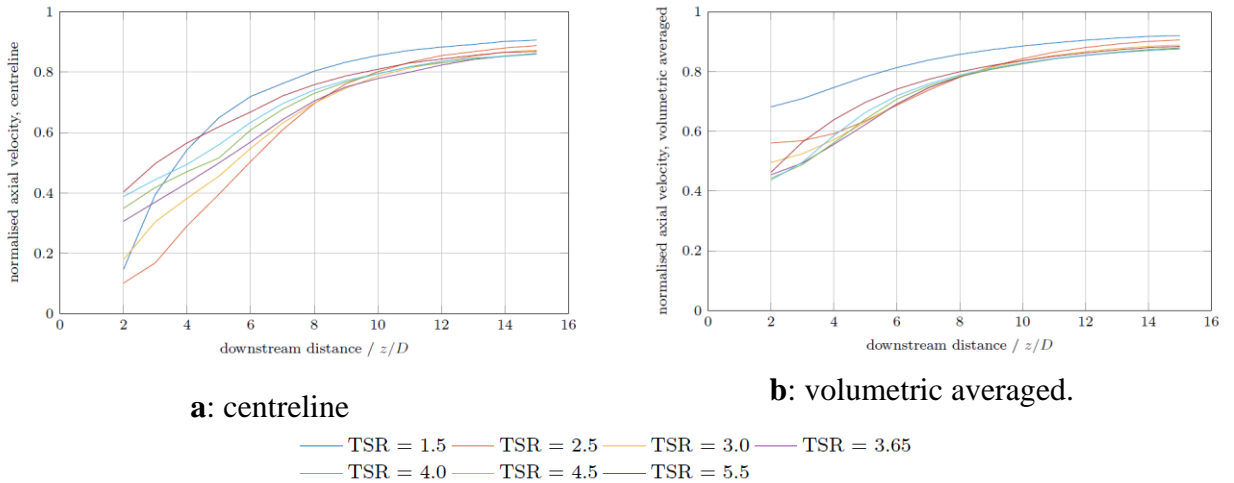 1
0.8
0.6
0.4
0.2
0
0 2 4 6 8 10 12 14 16
normalised axial velocity, centreline
downstream distance / z/D
a: centreline
1
0.8
0.6
0.4
0.2
0
0 2 4 6 8 10 12 14 16
normalised axial velocity, volumetric averaged
downstream distance / z/D
b: volumetric averaged.
TSR = 1.5 TSR = 2.5 TSR = 3.0 TSR = 3.65
TSR = 4.0 TSR = 4.5 TSR = 5.5